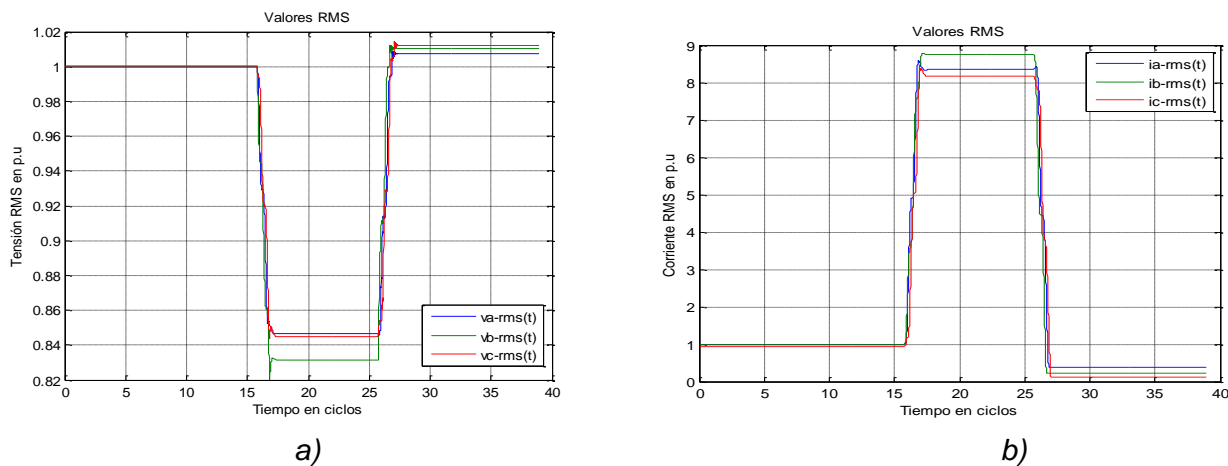 Valores RMS
1.02
1
0.98
0.96
0.94
0.92
0.9
0.88
0.86
0.84
0.82
Tensión RMS en p.u
va-rms(t)
vb-rms(t)
vc-rms(t)
0 5 10 15 20 25 30 35 40
Tiempo en ciclos
a)
Valores RMS
9
8
7
6
5
4
3
2
1
0
Corriente RMS en p.u
ia-rms(t)
ib-rms(t)
ic-rms(t)
0 5 10 15 20 25 30 35 40
Tiempo en ciclos
b)